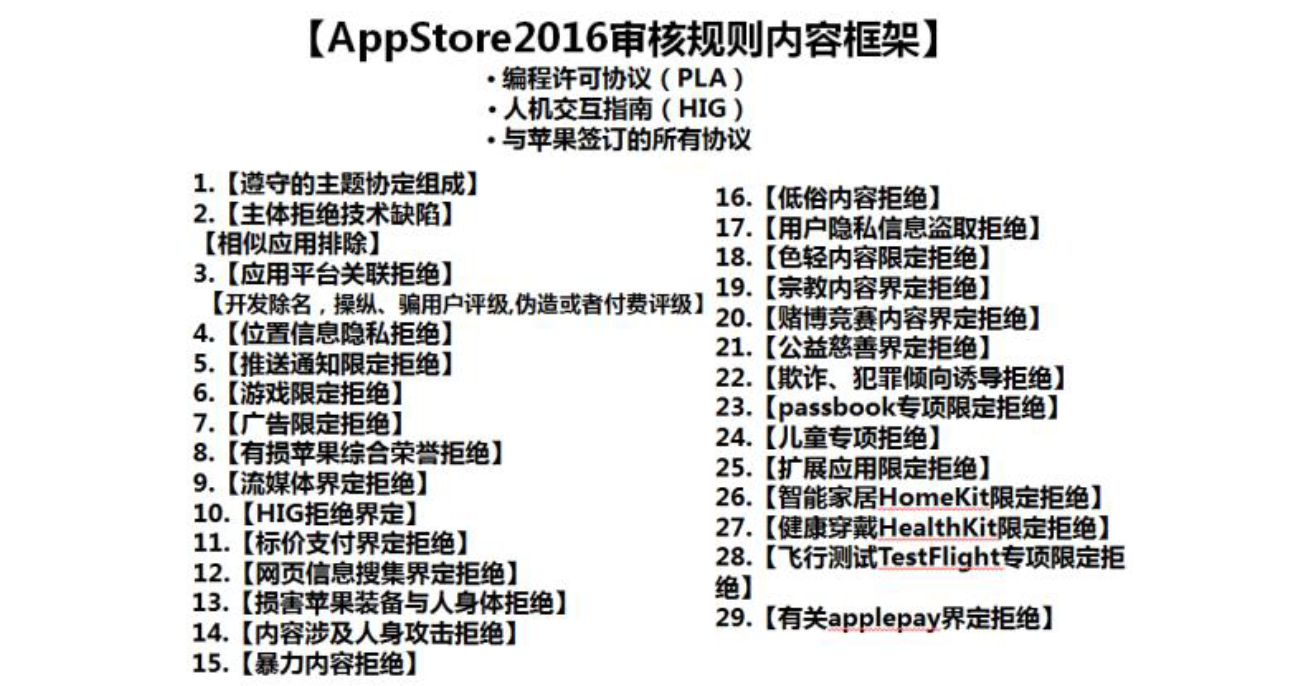 【AppStore2016审核规则内容框架】
• 编程许可协议（PLA）
• 人机交互指南（HIG）
• 与苹果签订的所有协议
1.【遵守的主题协定组成】
2.【主体拒绝技术缺陷】
【相似应用排除】
3.【应用平台关联拒绝】
【开发除名，操纵、骗用户评级,伪造或者付费评级】
4.【位置信息隐私拒绝】
5.【推送通知限定拒绝】
6.【游戏限定拒绝】
7.【广告限定拒绝】
8.【有损苹果综合荣誉拒绝】
9.【流媒体界定拒绝】
10.【HIG拒绝界定】
11.【标价支付界定拒绝】
12.【网页信息搜集界定拒绝】
13.【损害苹果装备与人身体拒绝】
14.【内容涉及人身攻击拒绝】
15.【暴力内容拒绝】
16.【低俗内容拒绝】
17.【用户隐私信息盗取拒绝】
18.【色轻内容限定拒绝】
19.【宗教内容界定拒绝】
20.【赌博竞赛内容界定拒绝】
21.【公益慈善界定拒绝】
22.【欺诈、犯罪倾向诱导拒绝】
23.【passbook专项限定拒绝】
24.【儿童专项拒绝】
25.【扩展应用限定拒绝】
26.【智能家居HomeKit限定拒绝】
27.【健康穿戴HealthKit限定拒绝】
28.【飞行测试TestFlight专项限定拒
绝】
29.【有关applepay界定拒绝】